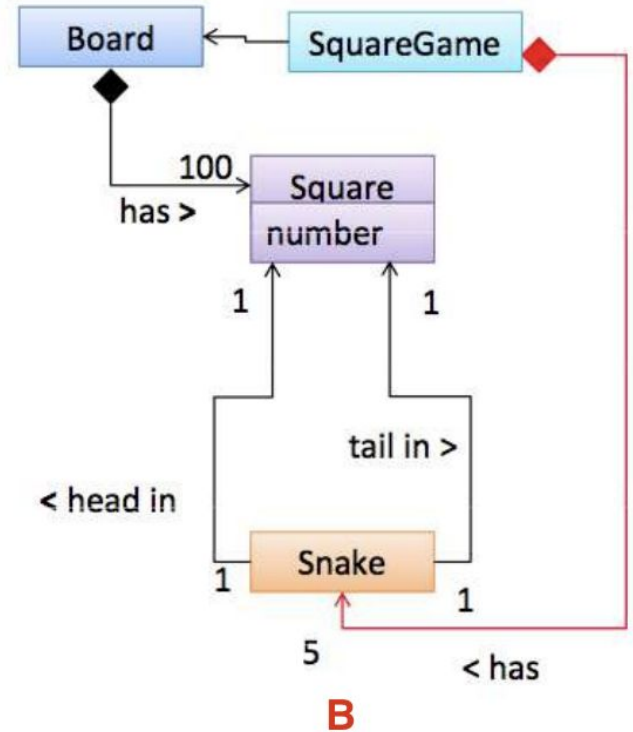 Board
SquareGame
100
has >
Square
number
1
1
tail in >
< head in
Snake
1
1
5
< has
B